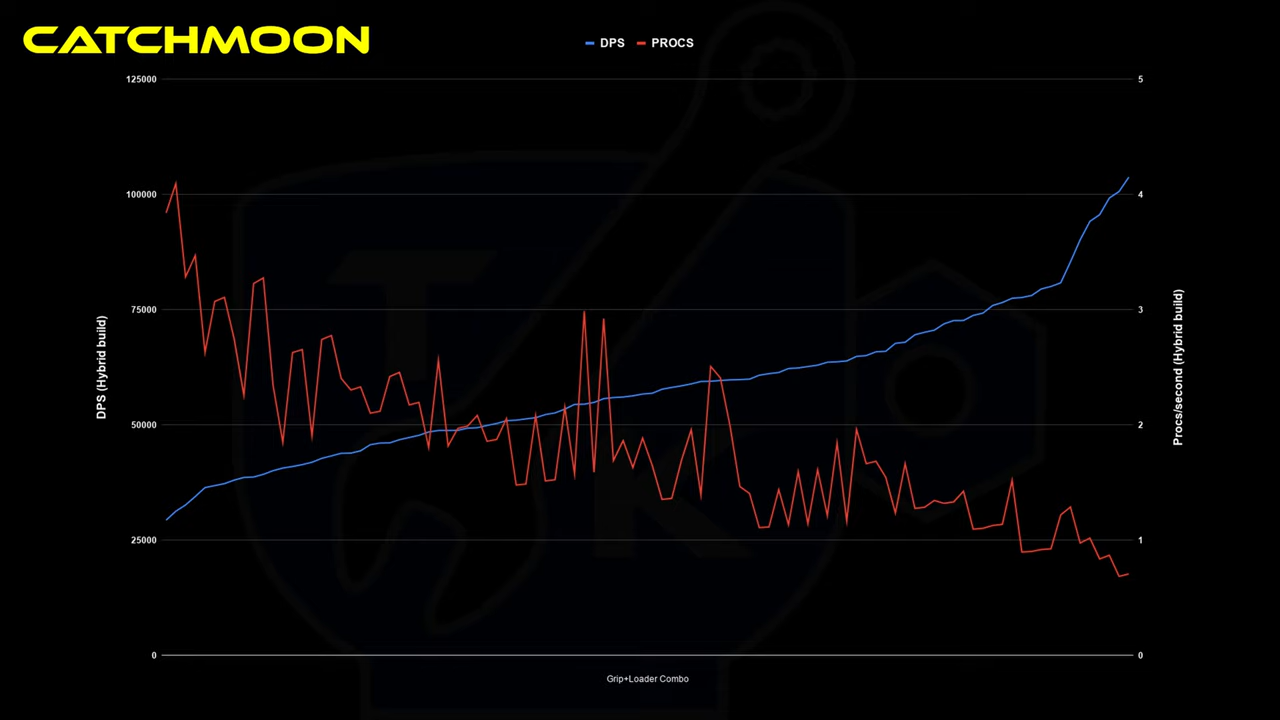 CATCHMOON
DPS PROCS
125000
100000
75000
50000
25000
0
5
4
3
2
1
0
DPS (Hybrid build)
Procs/second (Hybrid build)
Grip+Loader Combo